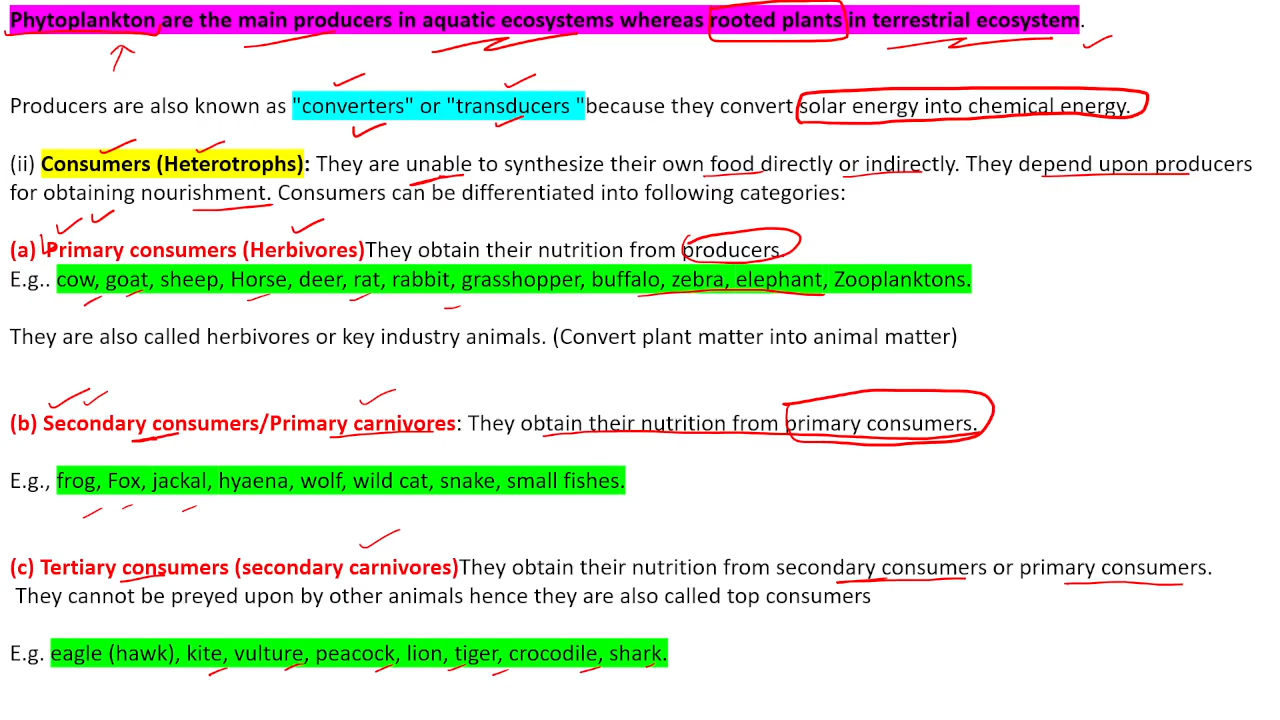 Phytoplankton are the main producers in aquatic ecosystems whereas rooted plants in terrestrial ecosystem.
Producers are also known as "converters" or "transducers "because they convert solar energy into chemical energy.
(ii) Consumers (Heterotrophs): They are unable to synthesize their own food directly or indirectly. They depend upon producers
for obtaining nourishment. Consumers can be differentiated into following categories:
(a) Primary consumers (Herbivores)They obtain their nutrition from producers.
E.g.. cow, goat, sheep, Horse, deer, rat, rabbit, grasshopper, buffalo, zebra, elephant, Zooplanktons.
They are also called herbivores or key industry animals. (Convert plant matter into animal matter)
(b) Secondary consumers/Primary carnivores: They obtain their nutrition from primary consumers.
E.g., frog, Fox, jackal, hyaena, wolf, wild cat, snake, small fishes.
(c) Tertiary consumers (secondary carnivores)They obtain their nutrition from secondary consumers or primary consumers.
They cannot be preyed upon by other animals hence they are also called top consumers
E.g. eagle (hawk), kite, vulture, peacock, lion, tiger, crocodile, shark.